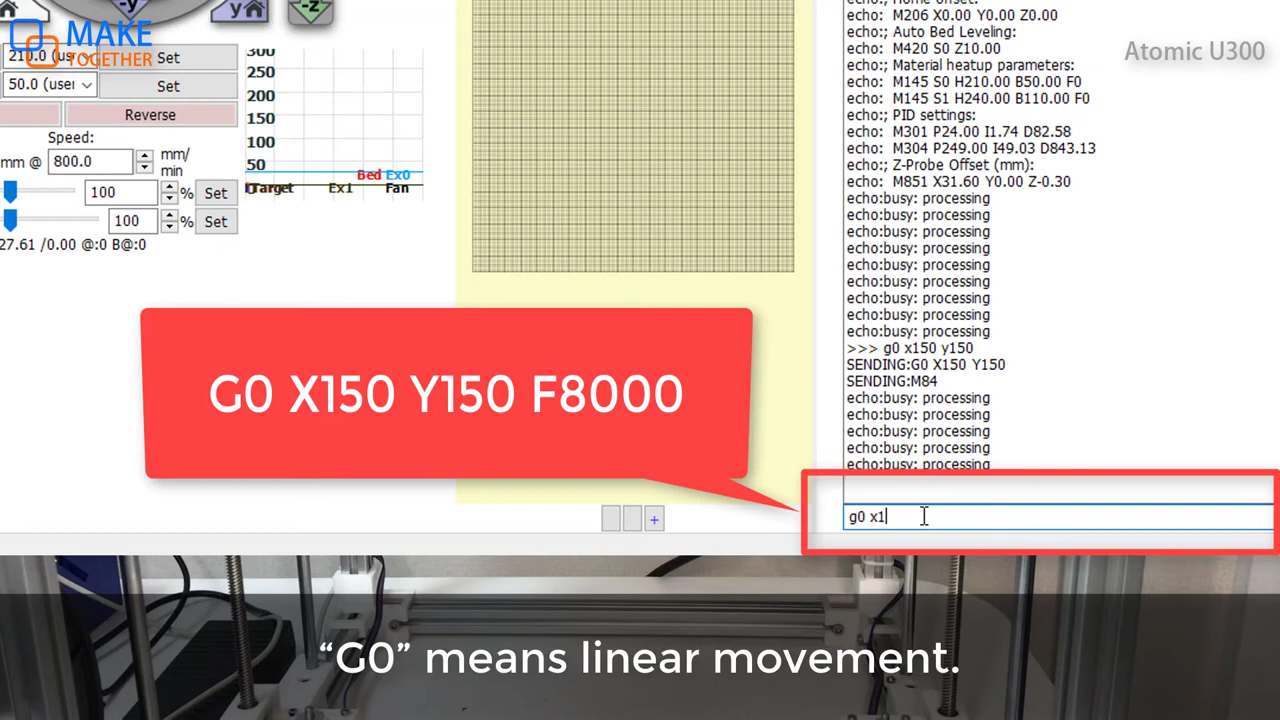 -y
y
-z
MAKE
TOGETHER
Atomic U300
Set
50.0 (user
Set
Reverse
Speed:
mm @ 800.0 mm/
min
100 % Set
100 % Set
27.61 /0.00 @:0 B@:0
300
250
200
150
100
50
Bed Ex0
Target Ex1 Fan
echo:; Home offset:
echo: M206 X0.00 Y0.00 Z0.00
echo:; Auto Bed Leveling:
echo: M420 S0 Z10.00
echo:; Material heatup parameters:
echo: M145 S0 H210.00 B50.00 F0
echo: M145 S1 H240.00 B110.00 F0
echo:; PID settings:
echo: M301 P24.00 I1.74 D82.58
echo: M304 P249.00 I49.03 D843.13
echo:; Z-Probe Offset (mm):
echo: M851 X31.60 Y0.00 Z-0.30
echo:busy: processing
echo:busy: processing
echo:busy: processing
echo:busy: processing
echo:busy: processing
echo:busy: processing
echo:busy: processing
echo:busy: processing
echo:busy: processing
>>> g0 x150 y150
SENDING:G0 X150 Y150
SENDING:M84
echo:busy: processing
echo:busy: processing
echo:busy: processing
echo:busy: processing
echo:busy: processing
G0 X150 Y150 F8000
+
g0 x1
“G0” means linear movement.